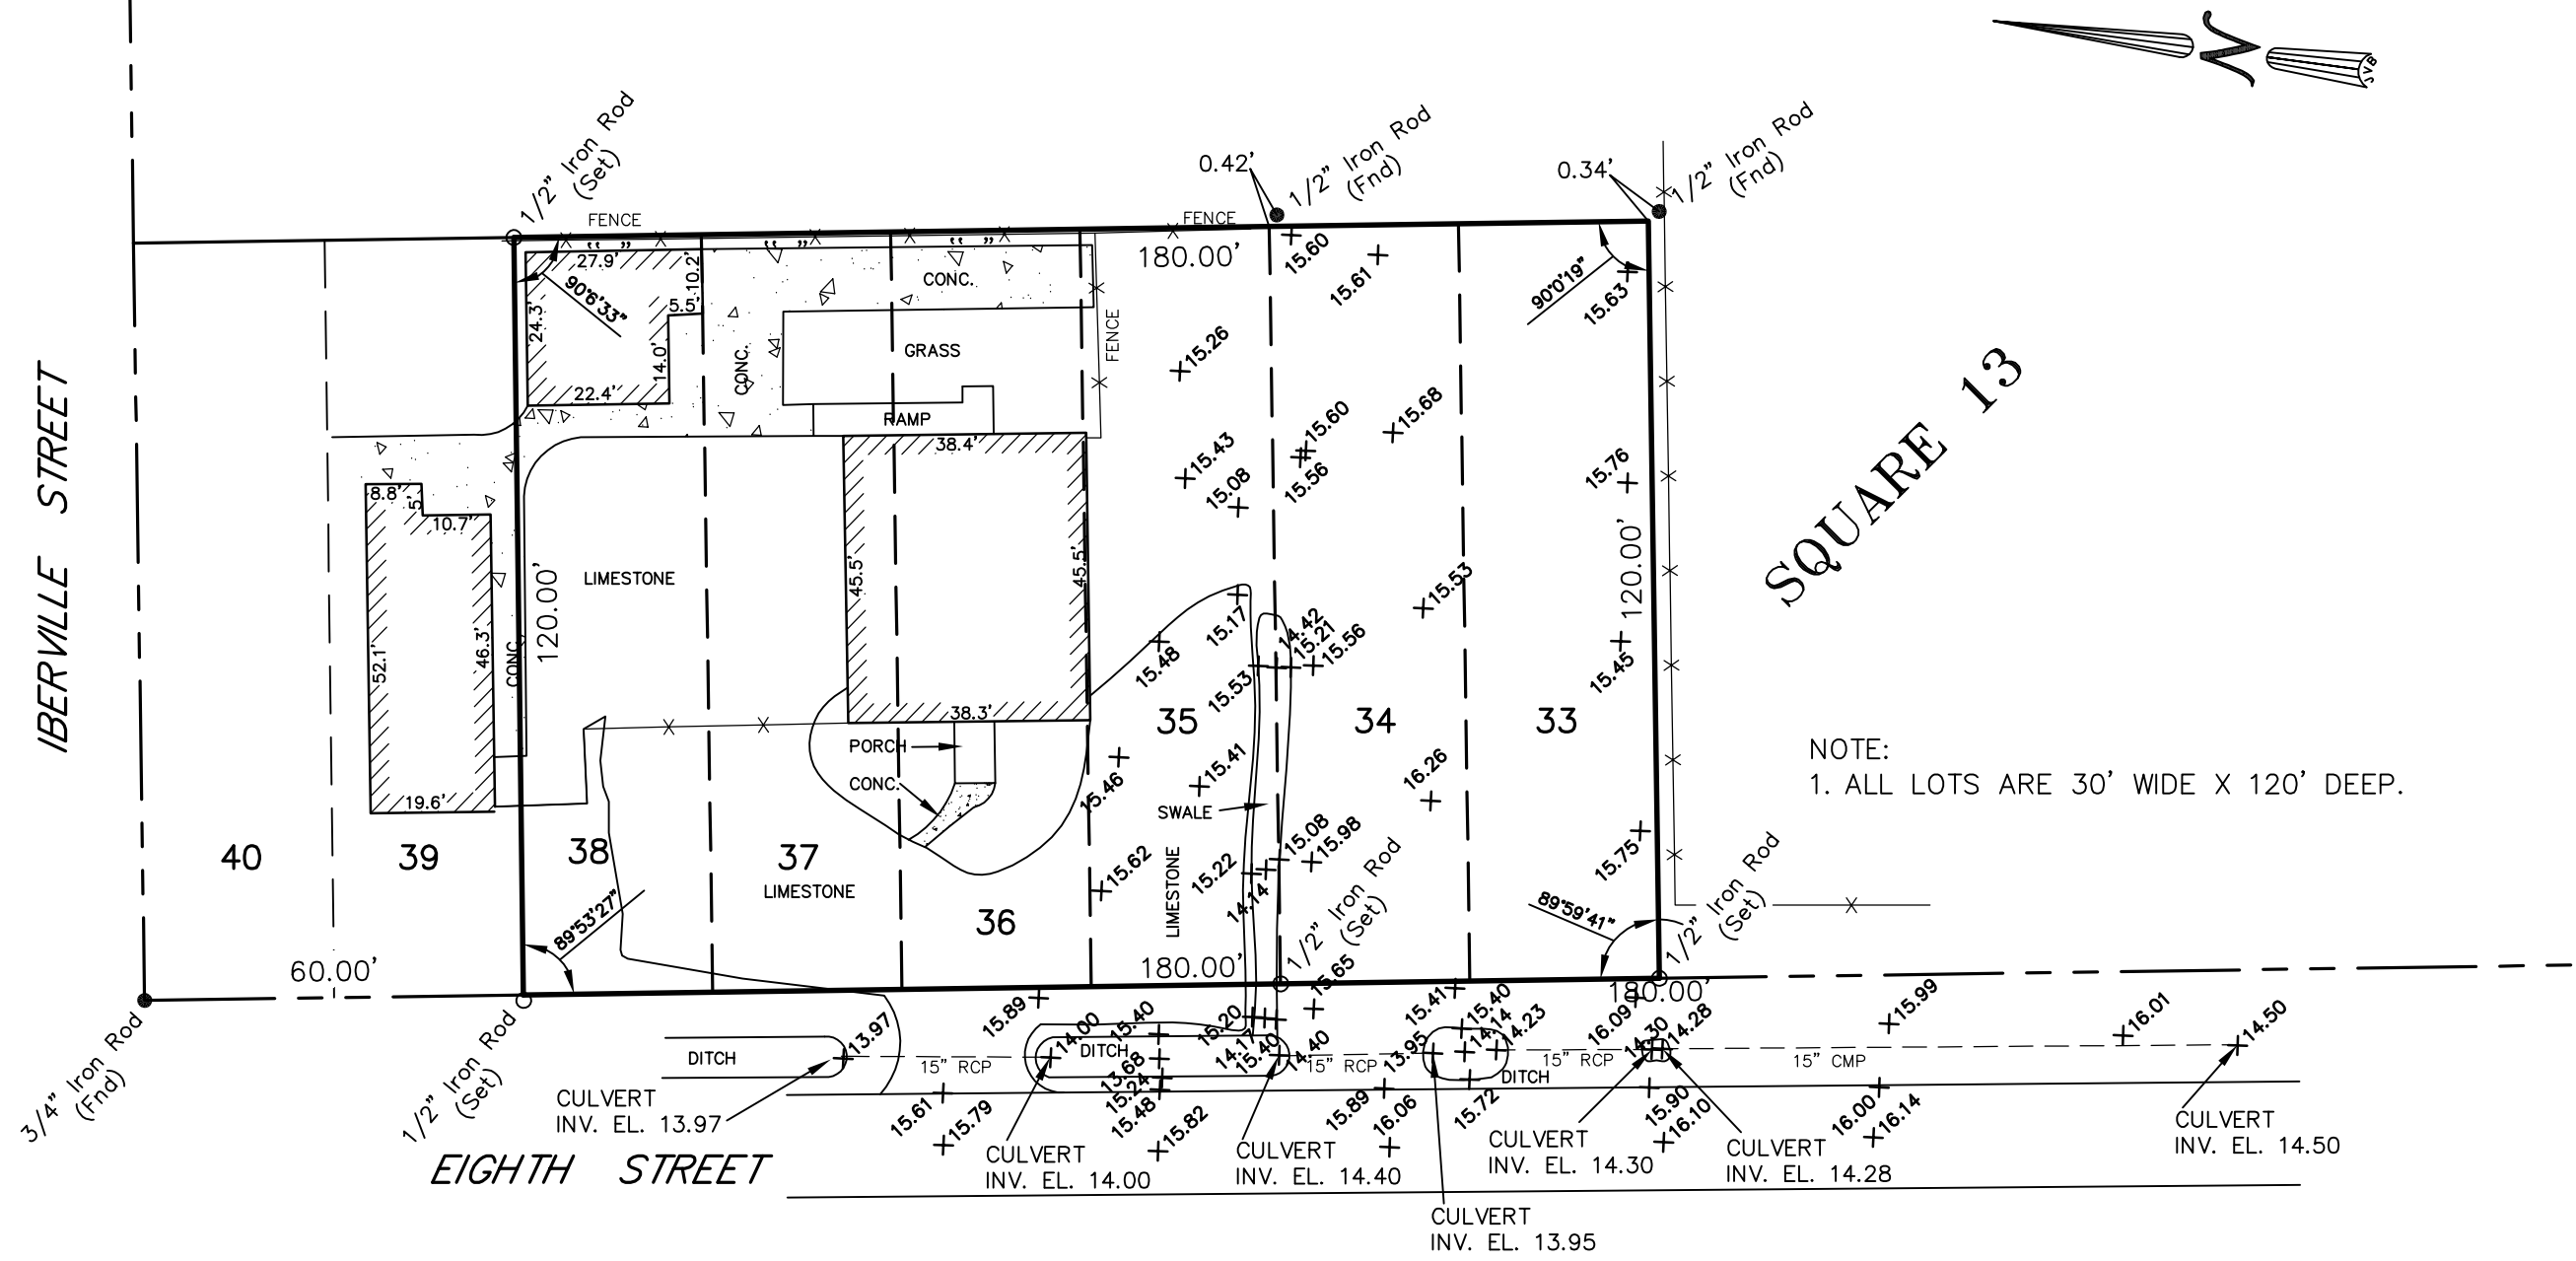 JVB
1/2" Iron Rod
(Set)
FENCE
" "
" "
" "
FENCE
0.42'
1/2" Iron Rod
(Fnd)
0.34'
1/2" Iron Rod
(Fnd)
180.00'
15.60
15.61
15.63
90°0'19"
27.9'
10.2'
5.5'
24.3'
90°6'33"
14.0'
22.4'
CONC.
CONC.
GRASS
RAMP
FENCE
15.26
15.43
15.08
15.60
15.56
15.68
15.76
SQUARE 13
IBERVILLE STREET
8.8'
5'
10.7'
52.1'
46.3'
19.6'
CONC.
120.00'
LIMESTONE
38.4'
45.5'
45.5'
38.3'
15.17
15.48
15.53
14.42
15.21
15.56
15.53
120.00'
15.45
PORCH
CONC.
35
34
33
15.46
15.41
16.26
SWALE
NOTE:
1. ALL LOTS ARE 30' WIDE X 120' DEEP.
40
39
38
37
36
LIMESTONE
LIMESTONE
15.62
15.22
14.14
15.08
15.98
15.75
89°53'27"
89°59'41"
1/2" Iron Rod
(Set)
1/2" Iron Rod
(Set)
60.00'
180.00'
180.00'
3/4" Iron Rod
(Fnd)
1/2" Iron Rod
(Set)
DITCH
13.97
15" RCP
15.89
14.00
DITCH
15.40
13.68
15.24
15.48
15.82
15.61
15.79
15.20
14.17
15.40
14.40
15.65
15" RCP
13.95
15.41
15.40
14.14
14.23
DITCH
15.89
16.06
15.72
15" RCP
16.09
14.30
14.28
15.90
16.10
15" CMP
15.99
16.01
14.50
16.00
16.14
CULVERT
INV. EL. 13.97
CULVERT
INV. EL. 14.00
CULVERT
INV. EL. 14.40
CULVERT
INV. EL. 13.95
CULVERT
INV. EL. 14.30
CULVERT
INV. EL. 14.28
CULVERT
INV. EL. 14.50
EIGHTH STREET